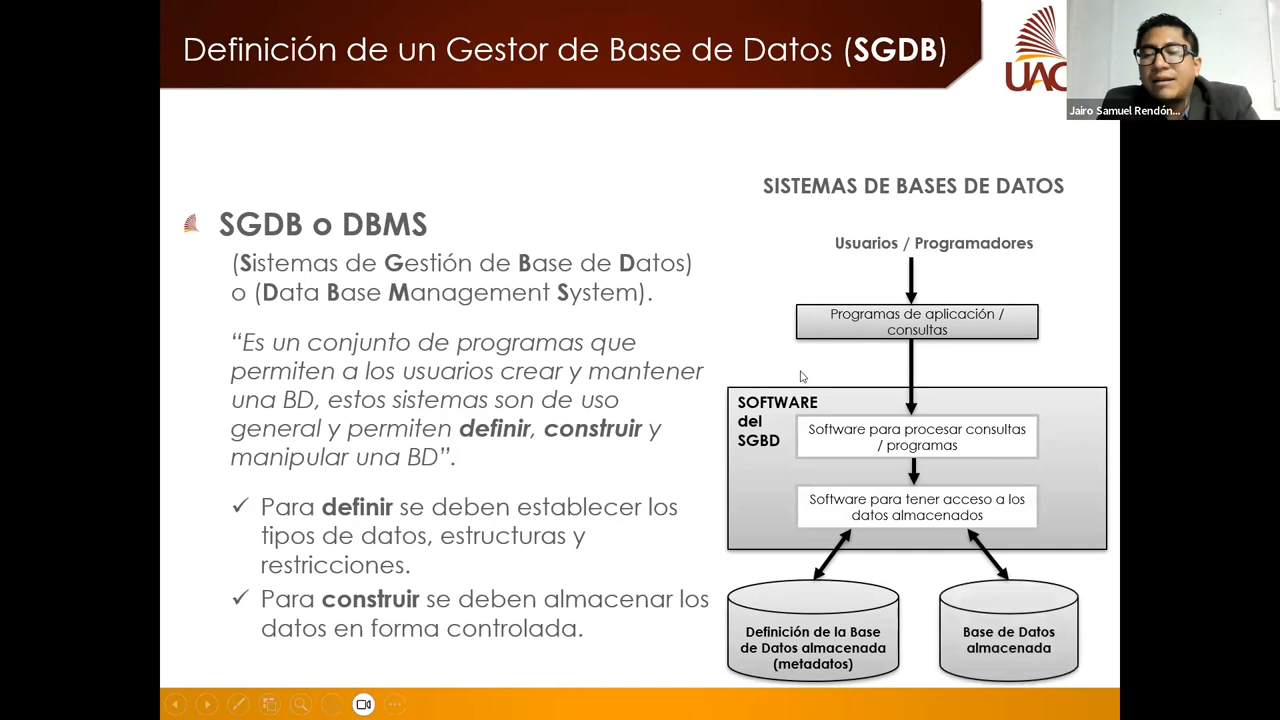 Definición de un Gestor de Base de Datos (SGDB)
UAC
Jairo Samuel Rendón...
SISTEMAS DE BASES DE DATOS
SGDB o DBMS
(Sistemas de Gestión de Base de Datos)
o (Data Base Management System).
“Es un conjunto de programas que
permiten a los usuarios crear y mantener
una BD, estos sistemas son de uso
general y permiten definir, construir y
manipular una BD”.
✓ Para definir se deben establecer los
tipos de datos, estructuras y
restricciones.
✓ Para construir se deben almacenar los
datos en forma controlada.
Usuarios / Programadores
Programas de aplicación /
consultas
SOFTWARE
del
SGBD
Software para procesar consultas
/ programas
Software para tener acceso a los
datos almacenados
Definición de la Base
de Datos almacenada
(metadatos)
Base de Datos
almacenada